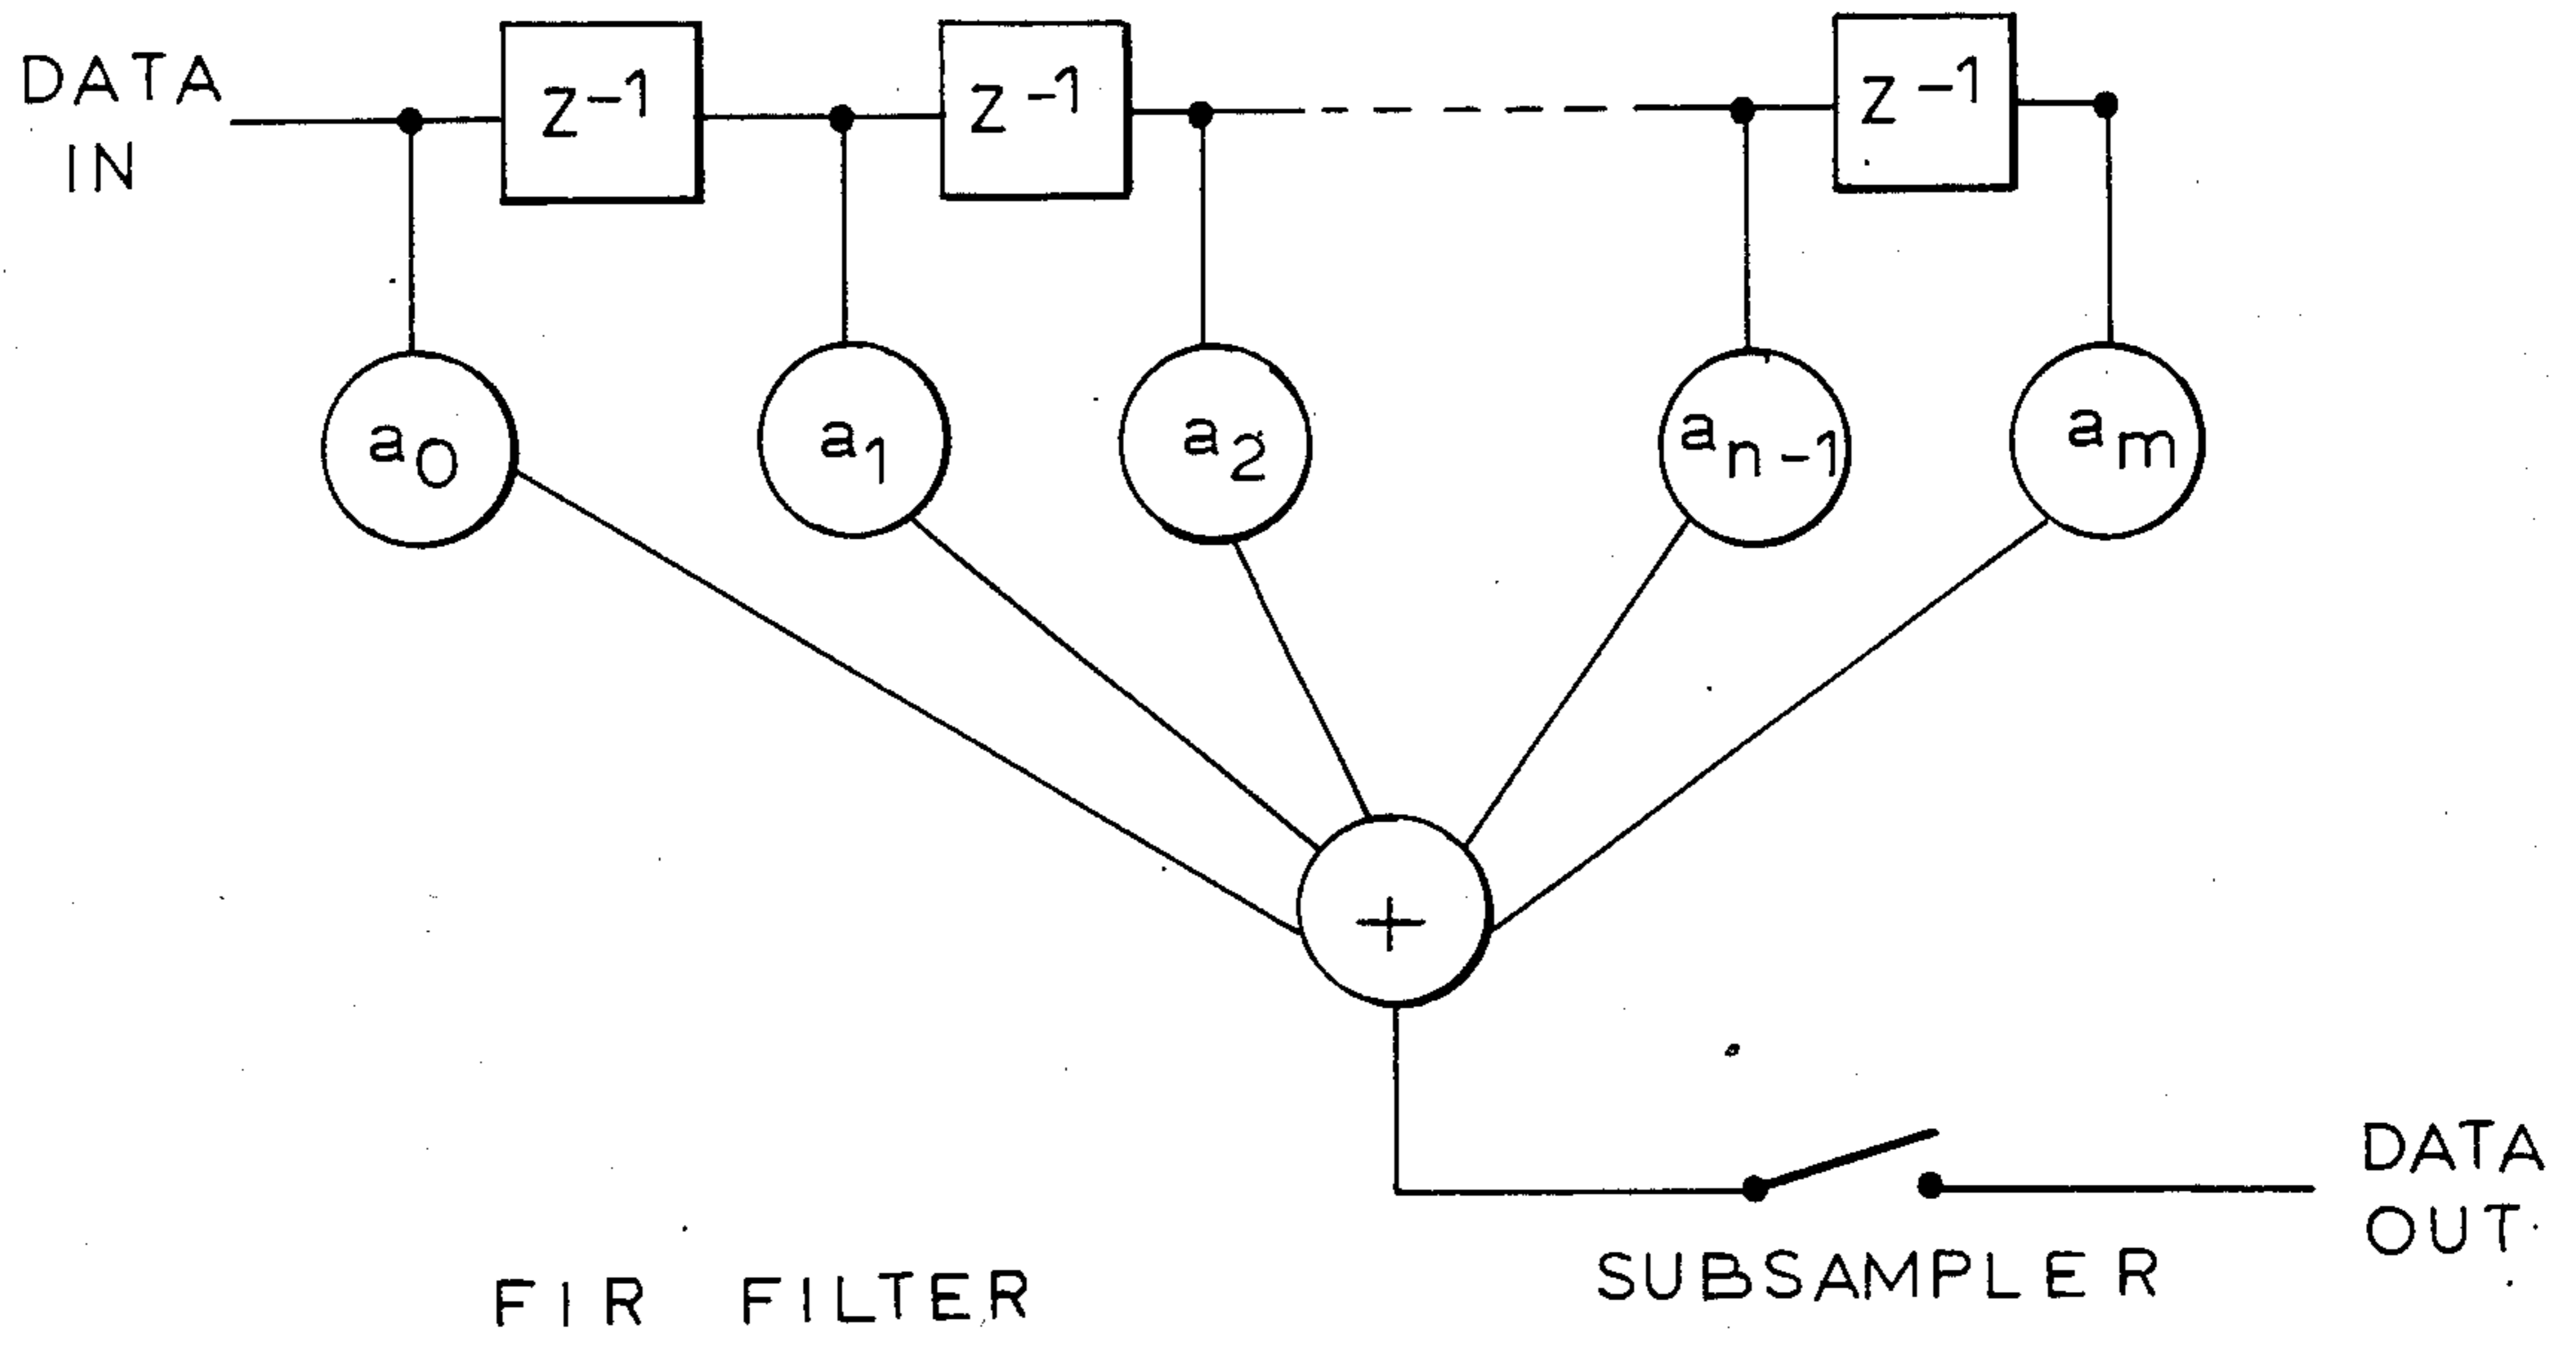 DATA
IN
Z⁻¹
Z⁻¹
Z⁻¹
a₀
a₁
a₂
aₙ₋₁
aₘ
+
DATA
OUT
SUBSAMPLER
FIR FILTER